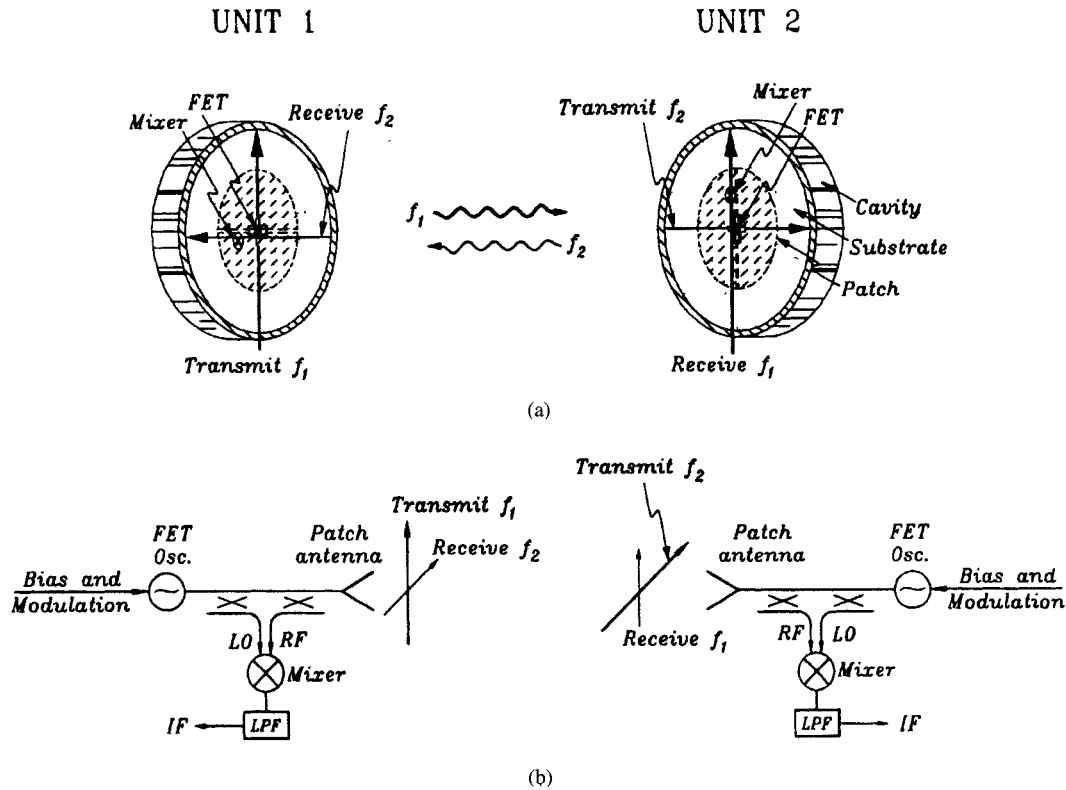 UNIT 1
UNIT 2
FET
Mixer
Receive f2
Transmit f1
f1
f2
Mixer
FET
Transmit f2
Cavity
Substrate
Patch
Receive f1
(a)
Transmit f1
Receive f2
Patch
antenna
FET
Osc.
Bias and
Modulation
LO
RF
Mixer
LPF
IF
Transmit f2
Receive f1
Patch
antenna
FET
Osc.
Bias and
Modulation
RF
LO
Mixer
LPF
IF
(b)